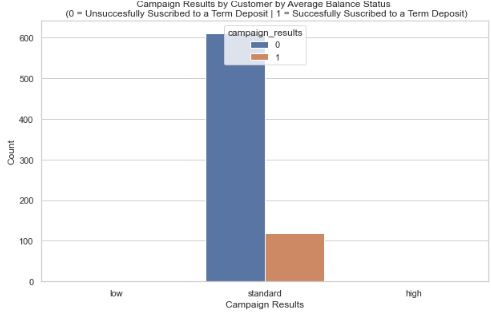 Campaign Results by Customer by Average Balance Status
(0 = Unsuccesfully Suscribed to a Term Deposit | 1 = Succesfully Suscribed to a Term Deposit)
campaign_results
0
1
600
500
400
300
200
100
0
Count
low standard high
Campaign Results